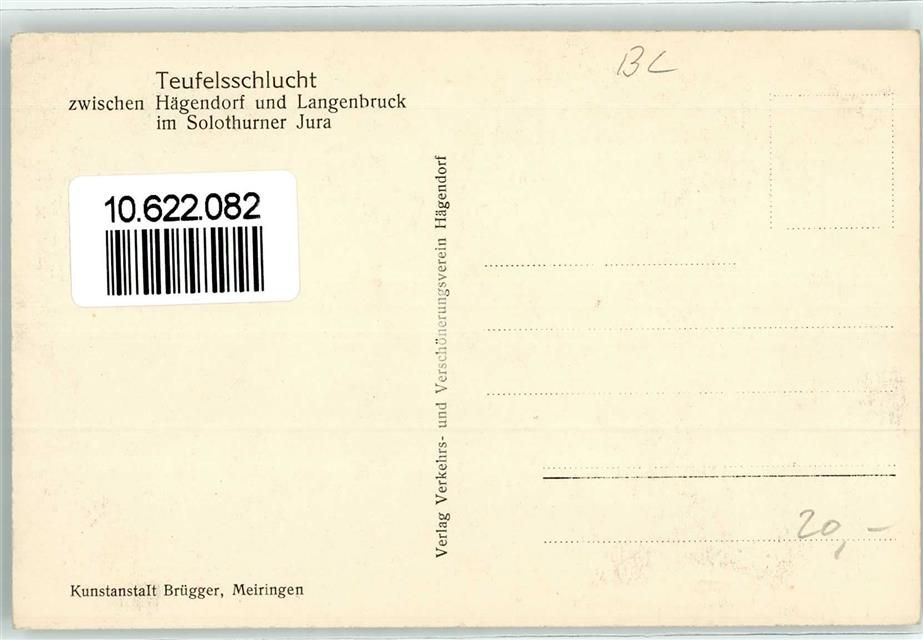 BC
Teufelsschlucht
zwischen Hägendorf und Langenbruck
im Solothurner Jura
10.622.082
Verlag Verkehrs- und Verschönerungsverein Hägendorf
20,-
Kunstanstalt Brügger, Meiringen